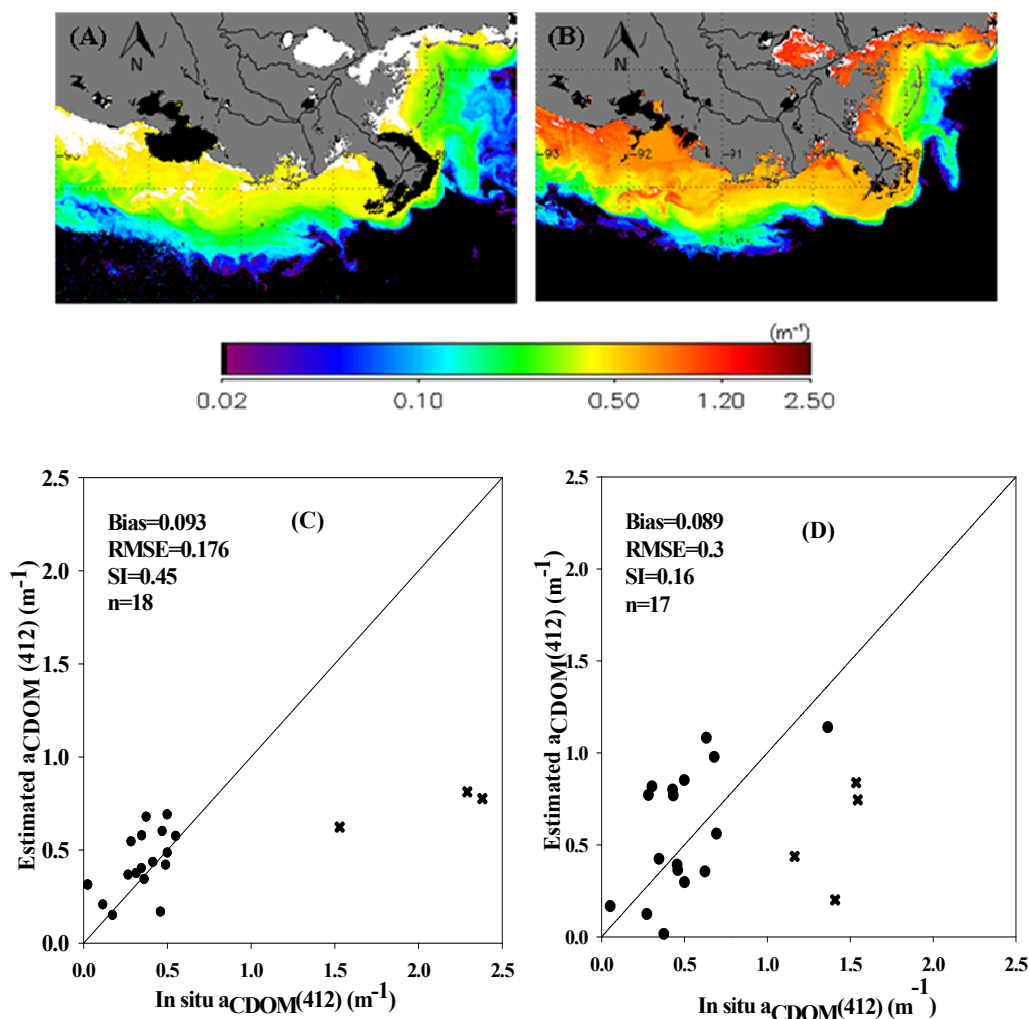 (A)
N
(B)
N
-93
-92
-91
(m⁻¹)
0.02 0.10 0.50 1.20 2.50
2.5
2.0
1.5
1.0
0.5
0.0
Estimated aCDOM (412) (m⁻¹)
Bias=0.093
RMSE=0.176
SI=0.45
n=18
(C)
0.0 0.5 1.0 1.5 2.0 2.5
In situ aCDOM(412) (m⁻¹)
2.5
2.0
1.5
1.0
0.5
0.0
Estimated aCDOM(412) (m⁻¹)
Bias=0.089
RMSE=0.3
SI=0.16
n=17
(D)
0.0 0.5 1.0 1.5 2.0 2.5
In situ aCDOM(412) (m⁻¹)